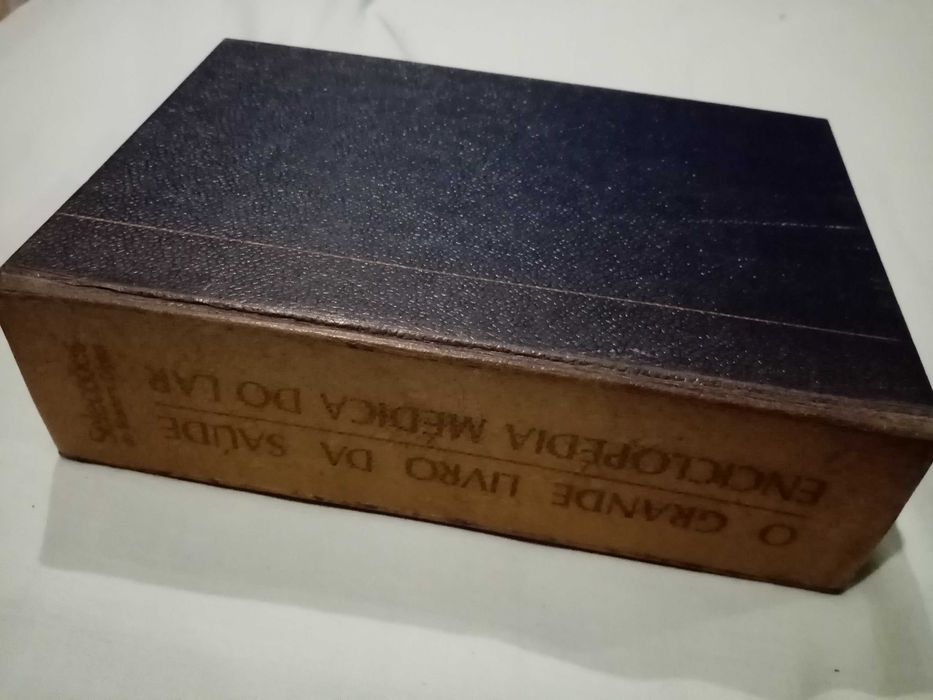 O GRANDE LIVRO DA SAÚDE
ENCICLOPÉDIA MÉDICA DO LAR
Selecções